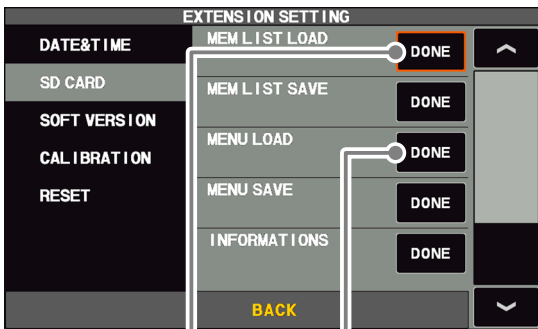 EXTENSION SETTING
DATE&TIME
SD CARD
SOFT VERSION
CALIBRATION
RESET
MEM LIST LOAD DONE
MEM LIST SAVE DONE
MENU LOAD DONE
MENU SAVE DONE
INFORMATIONS DONE
BACK